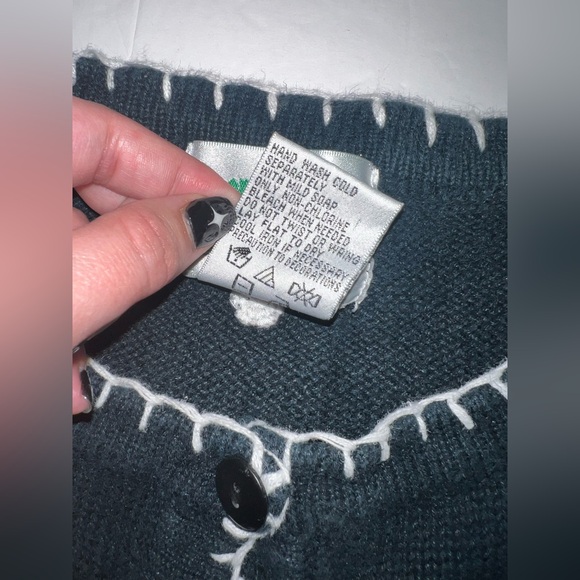 HAND WASH COLD
SEPARATELY
WITH MILD SOAP
ONLY NON-CHLORINE
BLEACH WHEN NEEDED
DO NOT TWIST OR WRING
LAY FLAT TO DRY
COOL IRON IF NECESSARY
PRECAUTION TO DECORATIONS